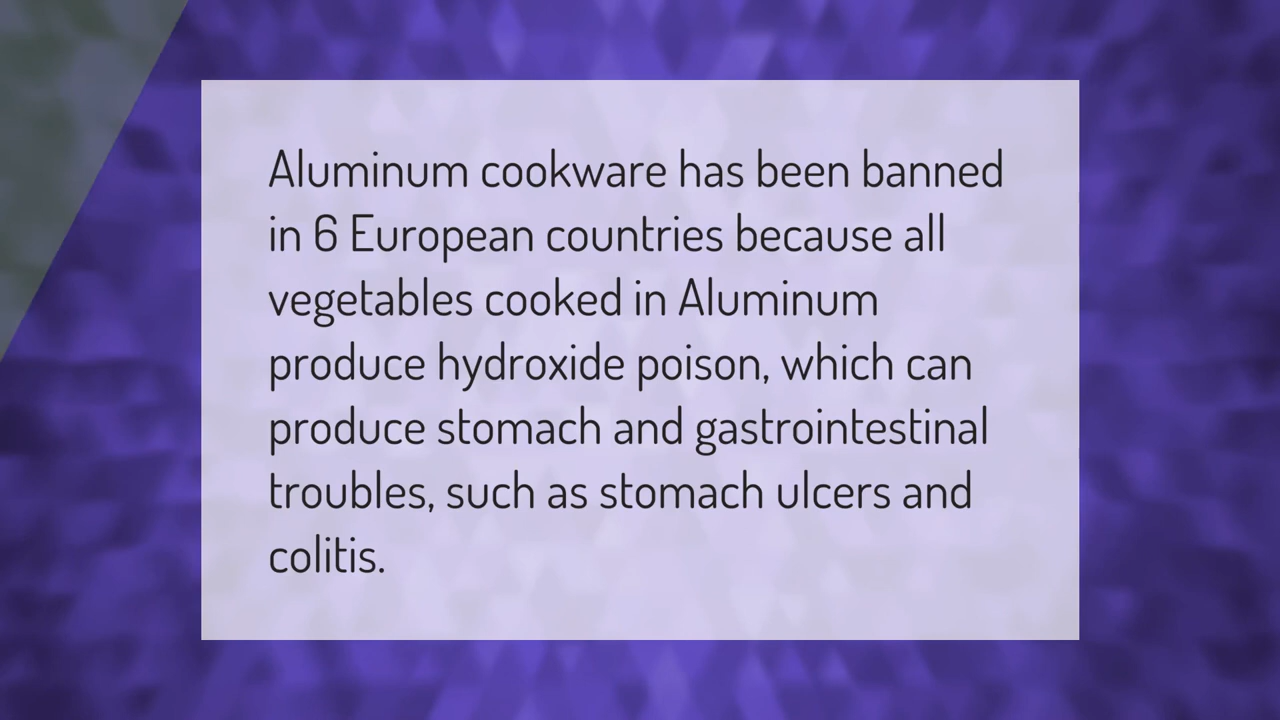 Aluminum cookware has been banned
in 6 European countries because all
vegetables cooked in Aluminum
produce hydroxide poison, which can
produce stomach and gastrointestinal
troubles, such as stomach ulcers and
colitis.